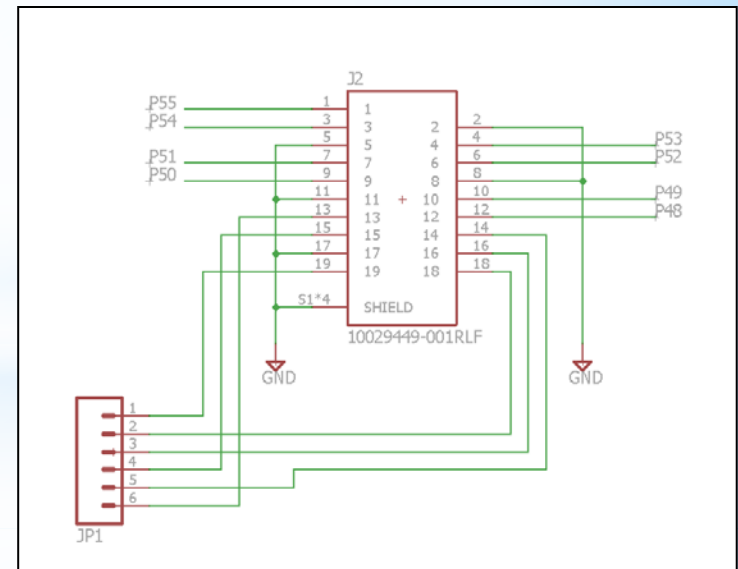 J2
P55 1 1
P54 3 3 2 2
5 5 4 4 P53
P51 7 7 6 6 P52
P50 9 9 8 8
11 11 10 10 P49
13 13 12 12 P48
15 15 14 14
17 17 16 16
19 19 18 18
S1*4 SHIELD
10029449-001RLF
GND GND
1
2
3
4
5
6
JP1